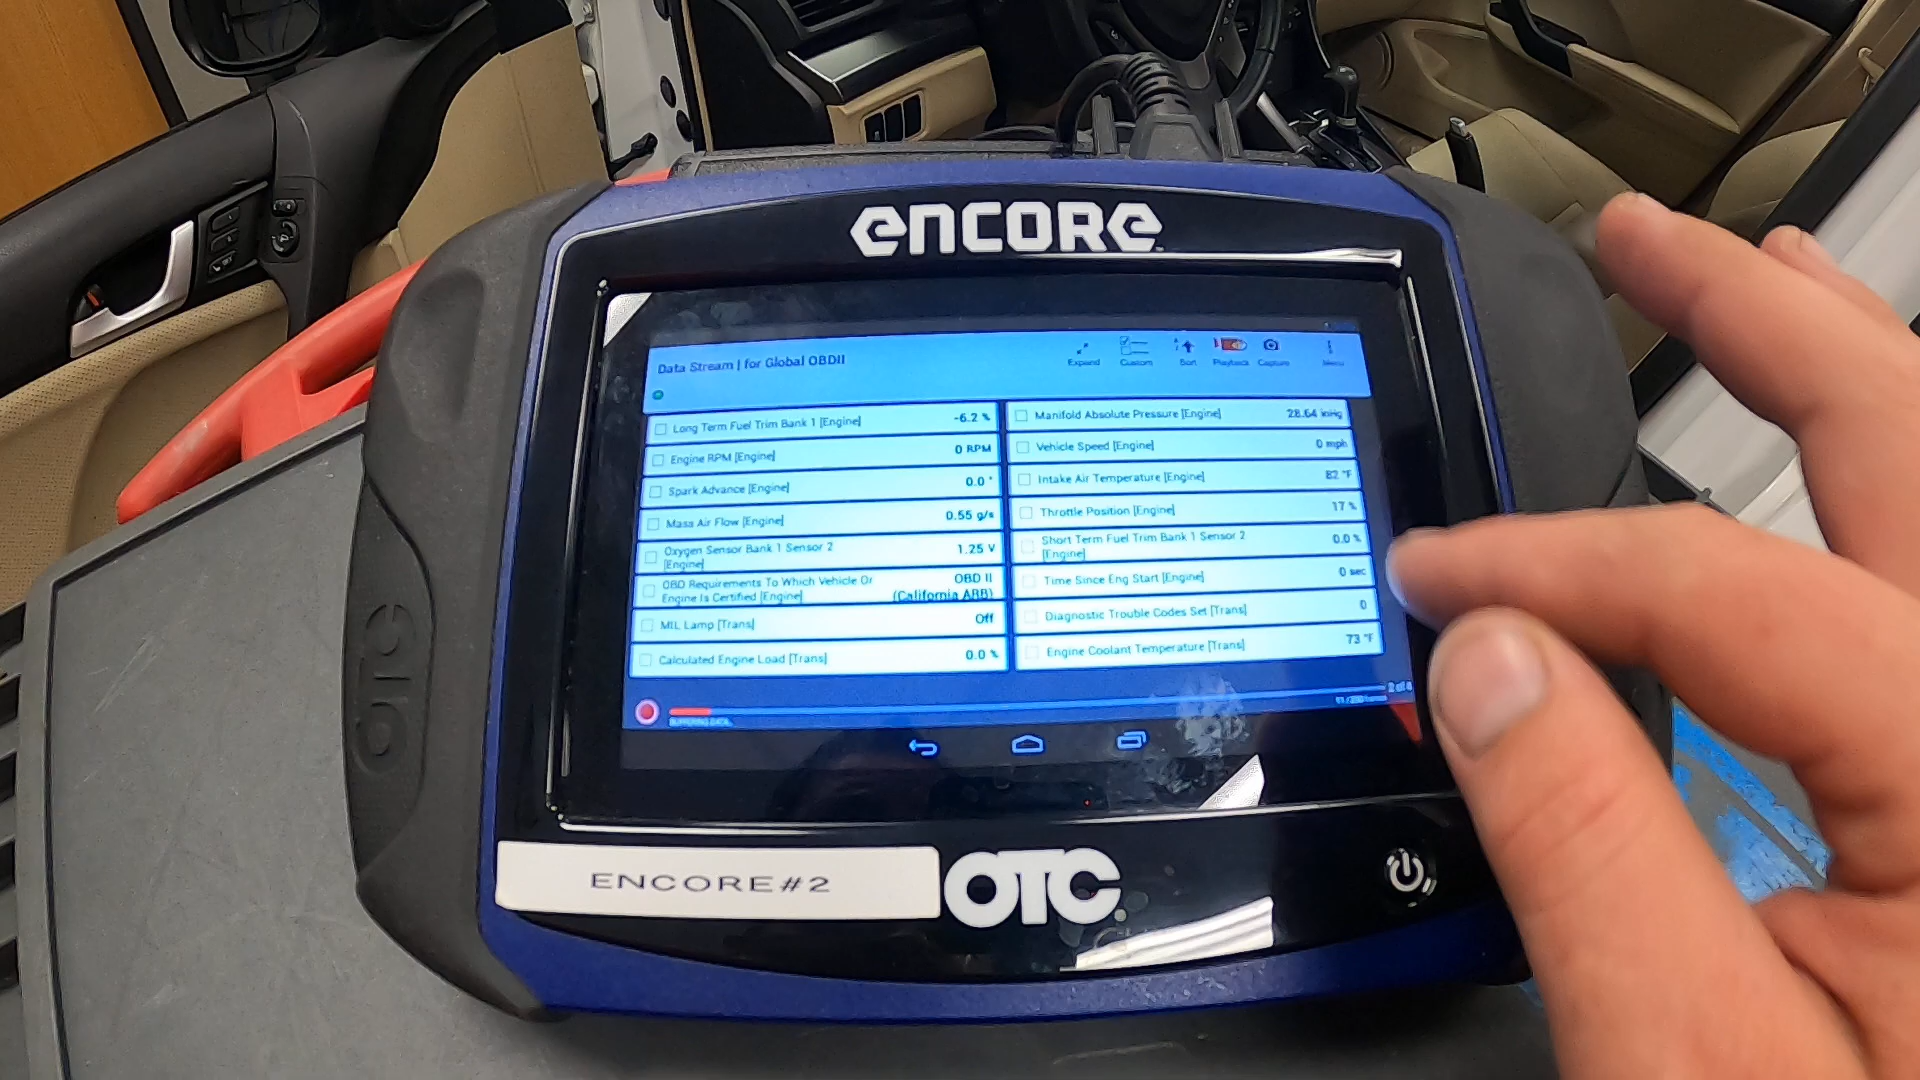 encore
Data Stream | for Global OBDII
Expand
Custom
Sort
Playback
Capture
Menu
Long Term Fuel Trim Bank 1 [Engine] -6.2 %
Engine RPM [Engine] 0 RPM
Spark Advance [Engine] 0.0 °
Mass Air Flow [Engine] 0.55 g/s
Oxygen Sensor Bank 1 Sensor 2
[Engine] 1.25 V
OBD Requirements To Which Vehicle Or
Engine Is Certified [Engine]
OBD II
(California ARB)
MIL Lamp [Trans] Off
Calculated Engine Load [Trans] 0.0 %
Manifold Absolute Pressure [Engine] 28.64 inHg
Vehicle Speed [Engine] 0 mph
Intake Air Temperature [Engine] 82 °F
Throttle Position [Engine] 17 %
Short Term Fuel Trim Bank 1 Sensor 2
[Engine] 0.0 %
Time Since Eng Start [Engine] 0 sec
Diagnostic Trouble Codes Set [Trans] 0
Engine Coolant Temperature [Trans] 73 °F
BUFFERING DATA
ENCORE#2
OTC
OTC